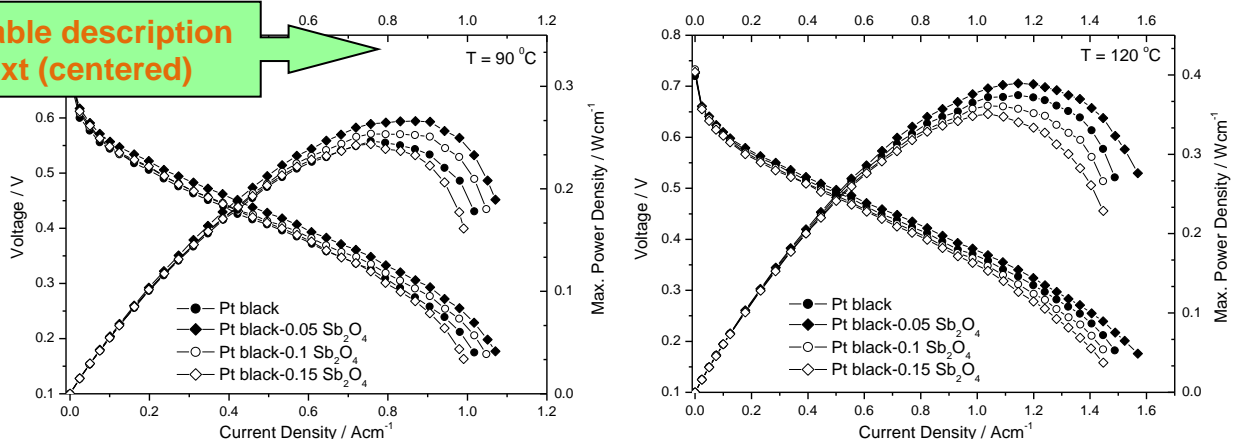 able description
xt (centered)
0.6 0.8 1.0 1.2
T = 90 °C
0.3
0.2
0.1
0.0
Max. Power Density / Wcm-1
0.6
0.5
0.4
0.3
0.2
0.1
Voltage / V
Pt black
Pt black-0.05 Sb2O4
Pt black-0.1 Sb2O4
Pt black-0.15 Sb2O4
0.0 0.2 0.4 0.6 0.8 1.0 1.2
Current Density / Acm-1
0.0 0.2 0.4 0.6 0.8 1.0 1.2 1.4 1.6
T = 120 °C
0.8
0.7
0.6
0.5
0.4
0.3
0.2
0.1
Voltage / V
0.4
0.3
0.2
0.1
0.0
Max. Power Density / Wcm-1
Pt black
Pt black-0.05 Sb2O4
Pt black-0.1 Sb2O4
Pt black-0.15 Sb2O4
0.0 0.2 0.4 0.6 0.8 1.0 1.2 1.4 1.6
Current Density / Acm-1